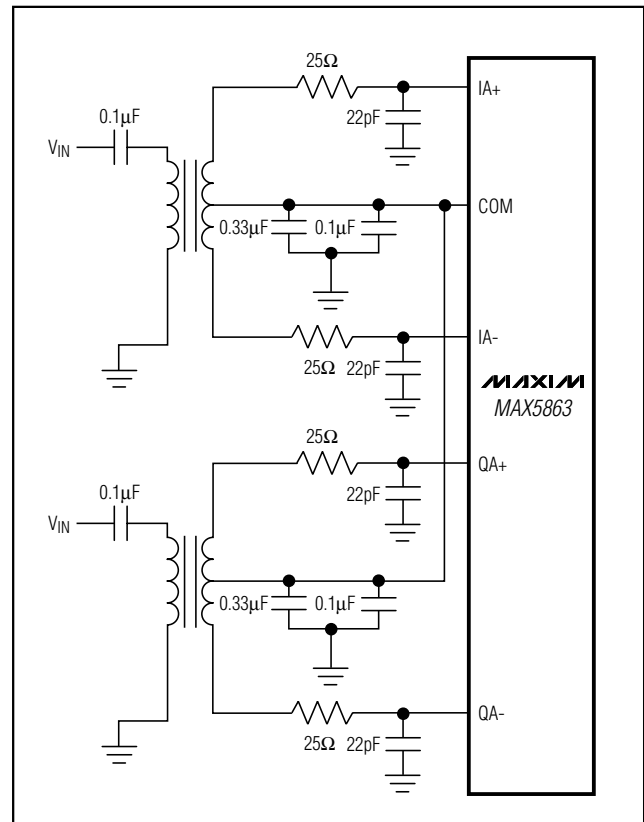 25Ω
IA+
0.1μF
22pF
VIN
COM
0.33μF
0.1μF
IA-
25Ω
22pF
MAXIM
MAX5863
25Ω
QA+
0.1μF
22pF
VIN
0.33μF
0.1μF
QA-
25Ω
22pF